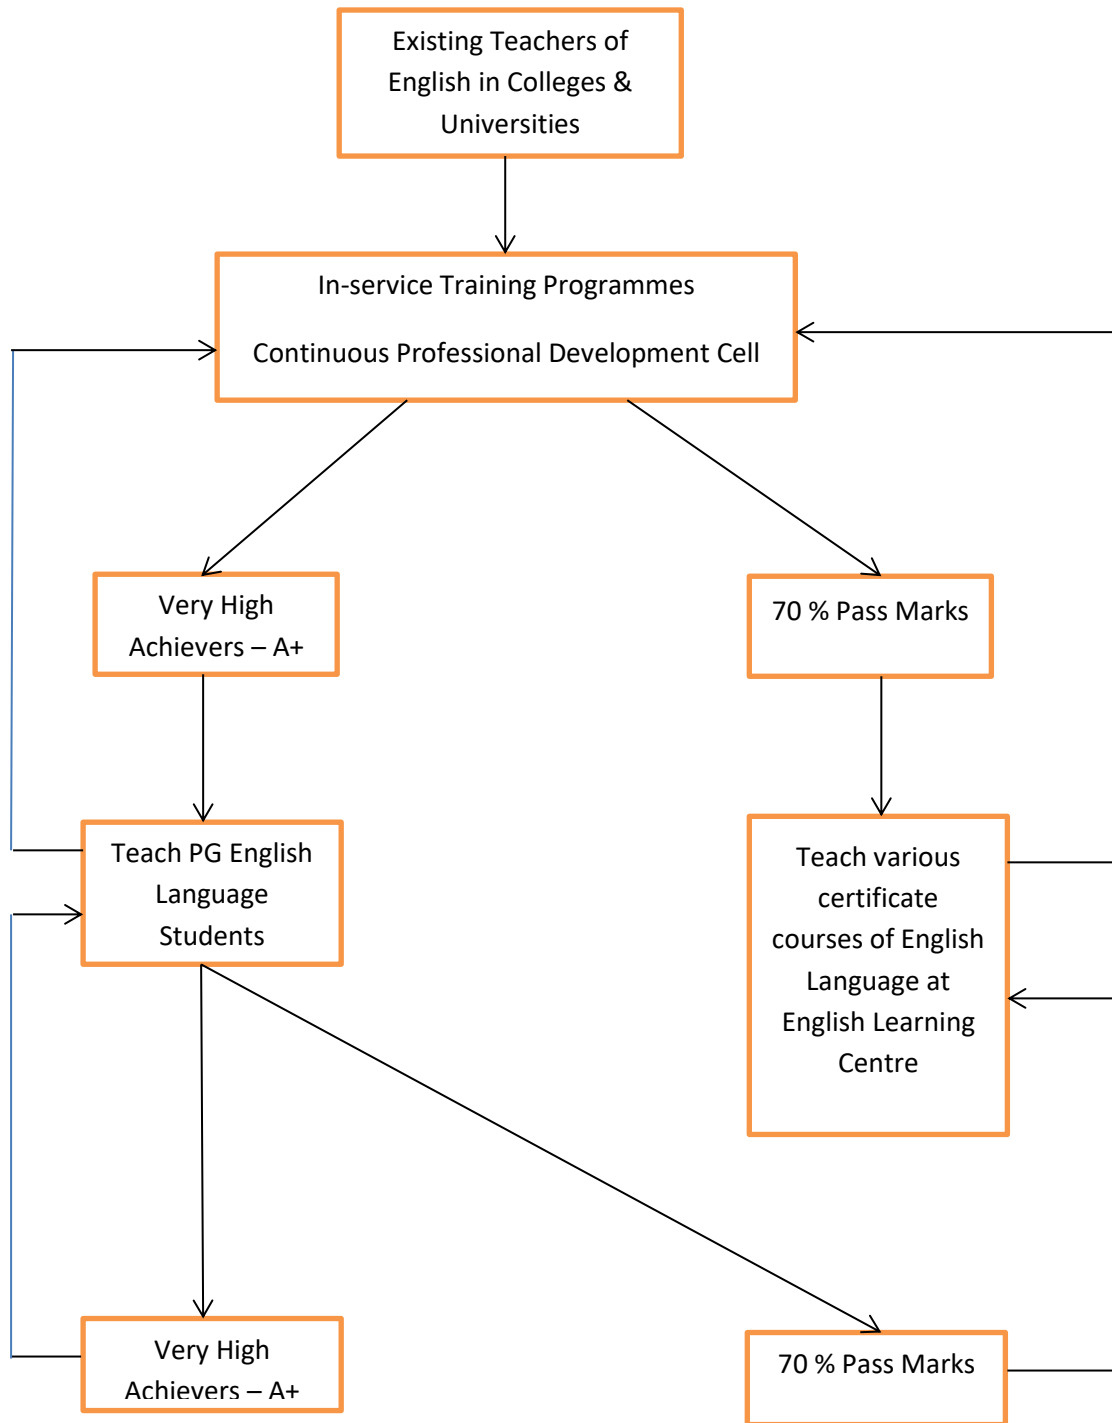 Existing Teachers of
English in Colleges &
Universities
In-service Training Programmes
Continuous Professional Development Cell
Very High
Achievers – A+
70 % Pass Marks
Teach PG English
Language
Students
Teach various
certificate
courses of English
Language at
English Learning
Centre
Very High
Achievers – A+
70 % Pass Marks